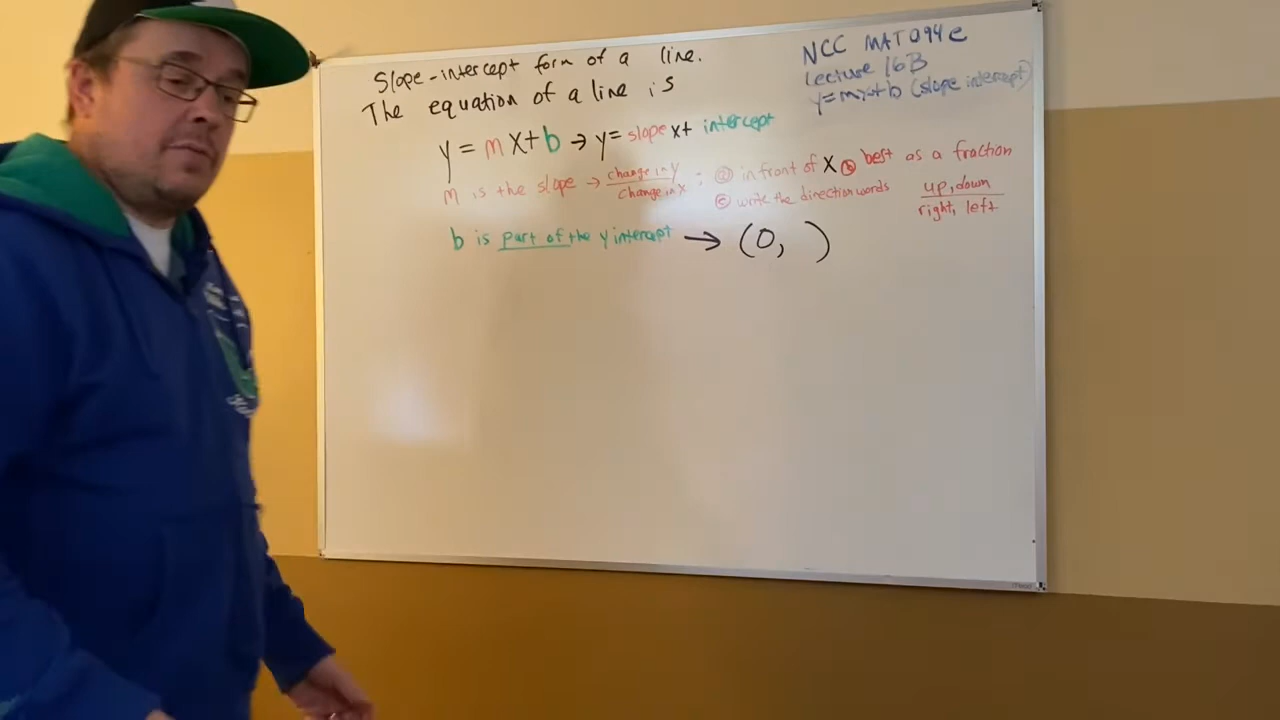 Slope-intercept form of a line.
The equation of a line is
y = mx+b → y = slope x + intercept
m is the slope → change in y / change in x : ⓐ in front of X ⓑ best as a fraction
ⓒ write the direction words up, down / right, left
b is part of the y intercept → (0, )
NCC MAT 094e
Lecture 16B
y=mx+b (slope intercept)